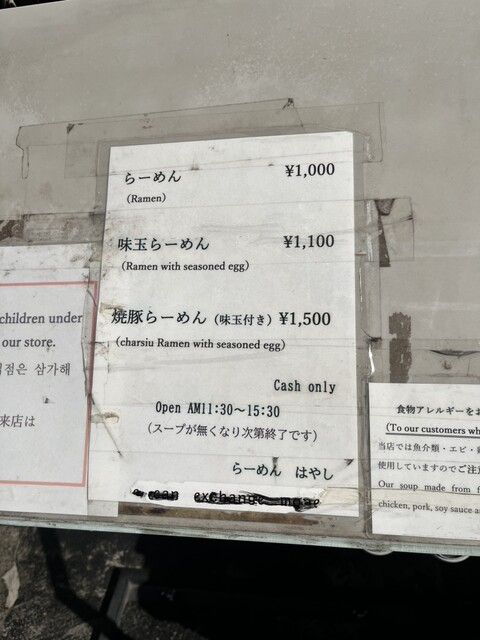 らーめん ¥1,000
(Ramen)
味玉らーめん ¥1,100
(Ramen with seasoned egg)
焼豚らーめん (味玉付き) ¥1,500
(charsiu Ramen with seasoned egg)
Cash only
Open AM11:30〜15:30
(スープが無くなり次第終了です)
らーめん はやし
exchange
children under
our store.
점은 삼가해
来店は
食物アレルギーをお
(To our customers wh
当店では魚介類・エビ・
使用していますのでご注
Our soup made from f
chicken, pork, soy sauce a